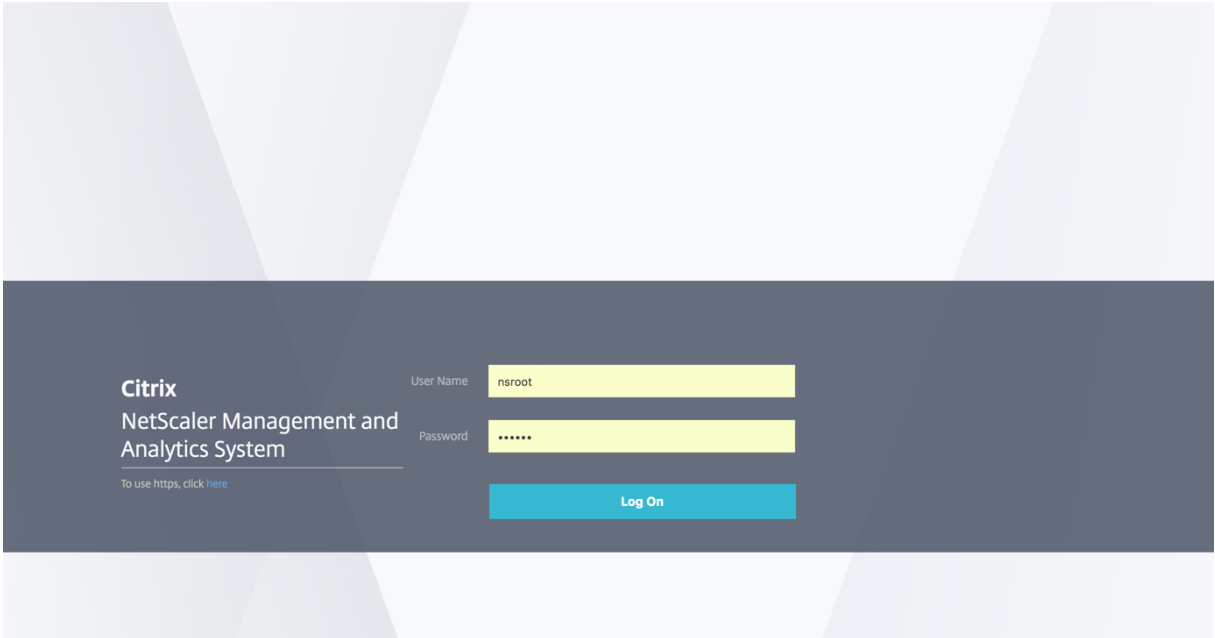 Citrix
NetScaler Management and
Analytics System
To use https, click here
User Name
nsroot
Password
••••••
Log On